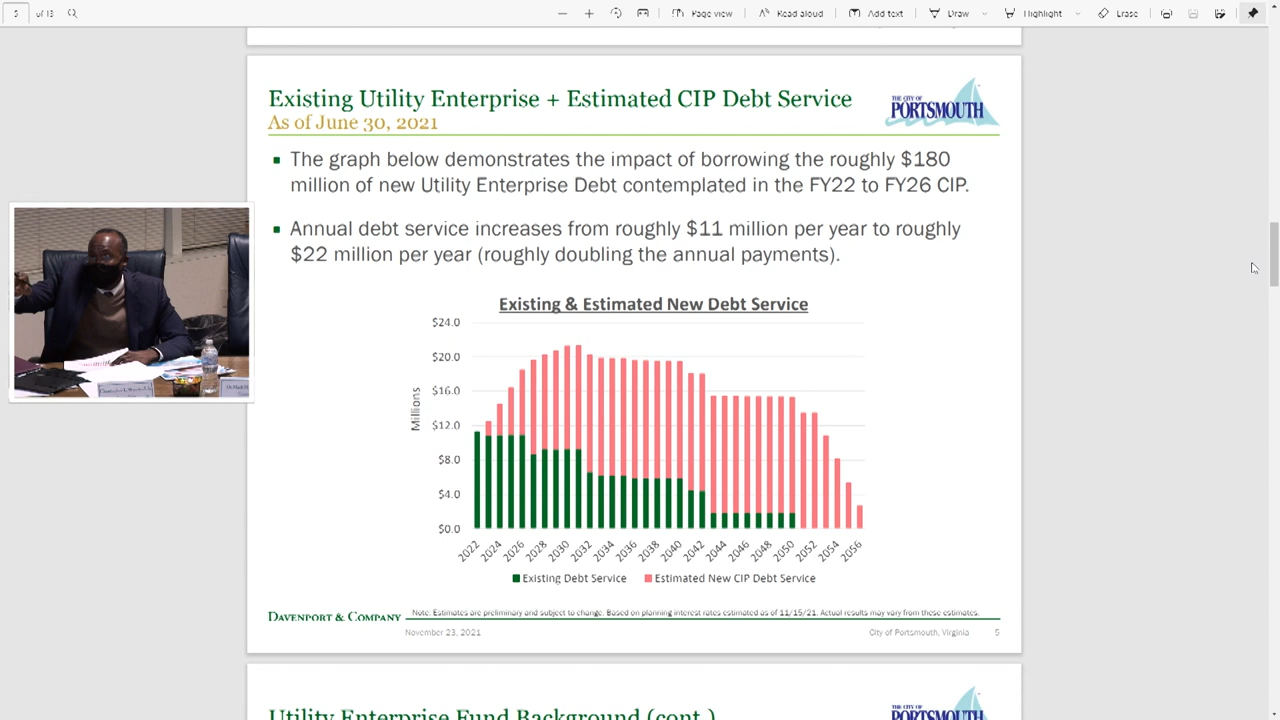 5 of 13
Page view
Read aloud
Add text
Draw
Highlight
Erase
Existing Utility Enterprise + Estimated CIP Debt Service
As of June 30, 2021
THE CITY OF
PORTSMOUTH
▪ The graph below demonstrates the impact of borrowing the roughly $180
million of new Utility Enterprise Debt contemplated in the FY22 to FY26 CIP.
▪ Annual debt service increases from roughly $11 million per year to roughly
$22 million per year (roughly doubling the annual payments).
Existing & Estimated New Debt Service
$24.0
$20.0
$16.0
$12.0
$8.0
$4.0
$0.0
Millions
2022
2024
2026
2028
2030
2032
2034
2036
2038
2040
2042
2044
2046
2048
2050
2052
2054
2056
Existing Debt Service
Estimated New CIP Debt Service
Note: Estimates are preliminary and subject to change. Based on planning interest rates estimated as of 11/15/21. Actual results may vary from these estimates.
DAVENPORT & COMPANY
November 23, 2021
City of Portsmouth, Virginia
5
Utility Enterprise Fund Background (cont.)
THE CITY OF
PORTSMOUTH